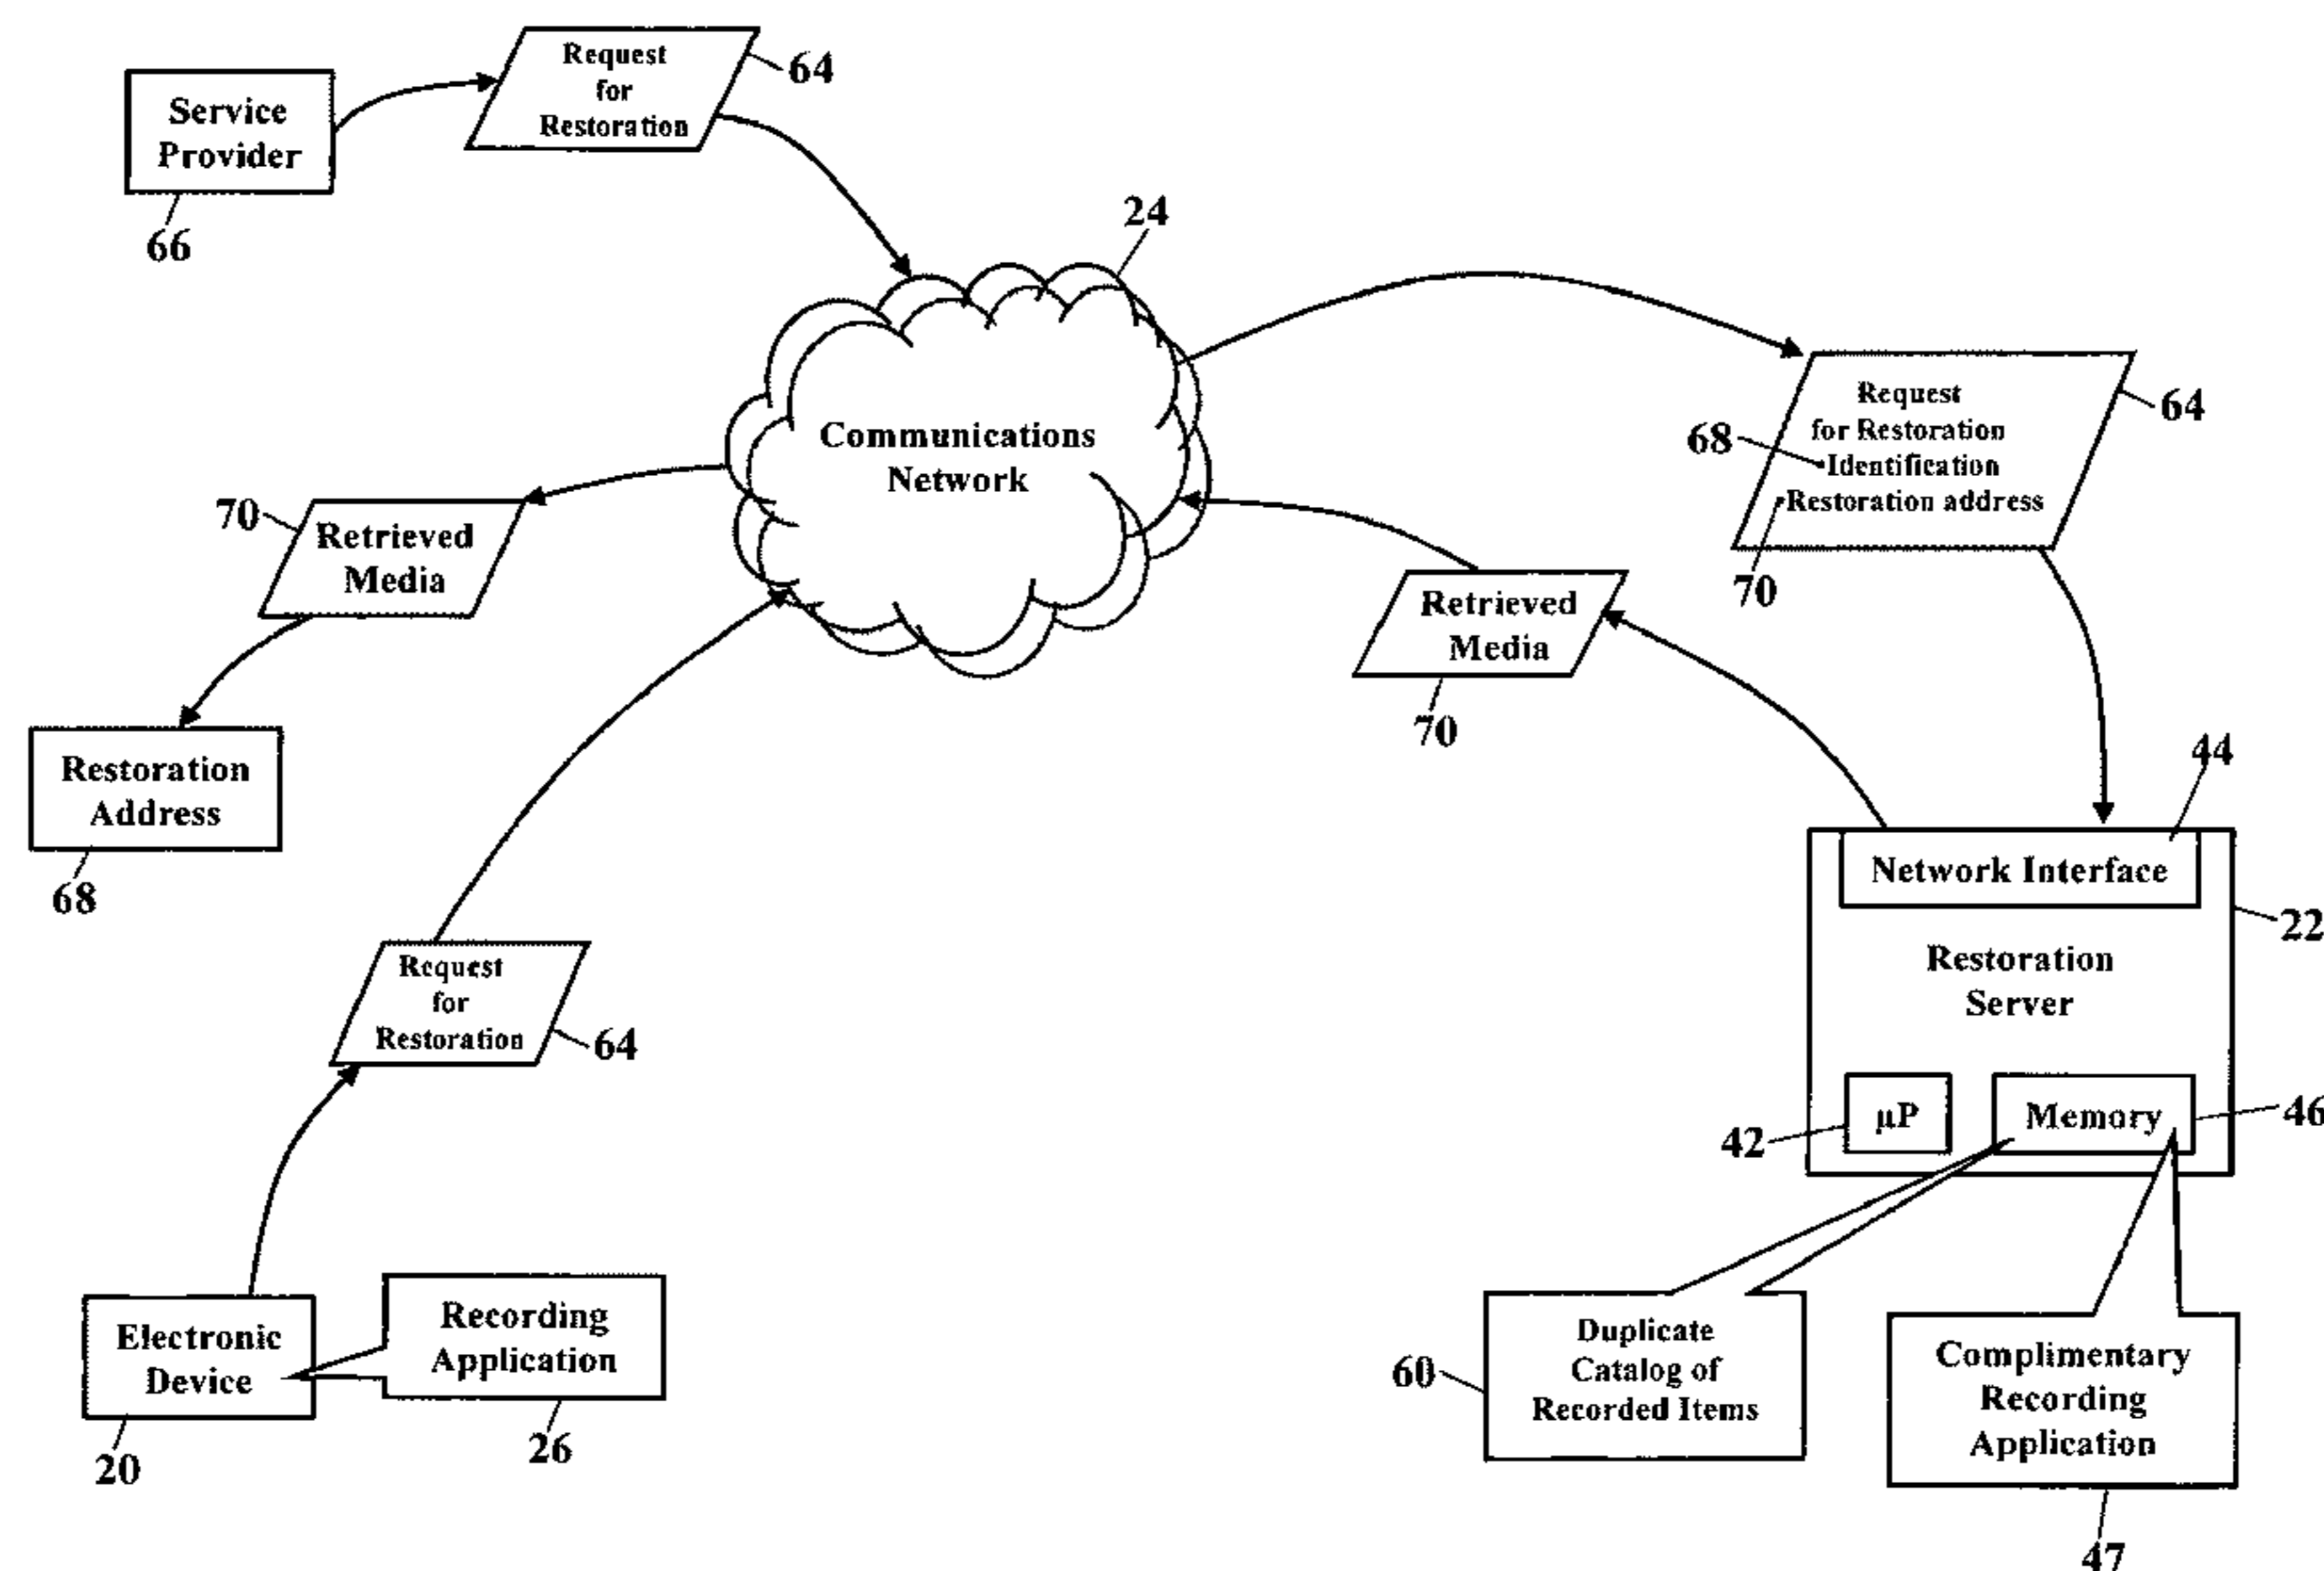 Request
for
Restoration
64
Service
Provider
66
24
Communications
Network
Request
for Restoration
Identification
Restoration address
64
68
70
70
Retrieved
Media
Retrieved
Media
70
Restoration
Address
68
44
Network Interface
22
Restoration
Server
Request
for
Restoration
64
µP
Memory
42
46
Electronic
Device
20
Recording
Application
26
Duplicate
Catalog of
Recorded Items
60
Complimentary
Recording
Application
47